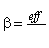 β = eff